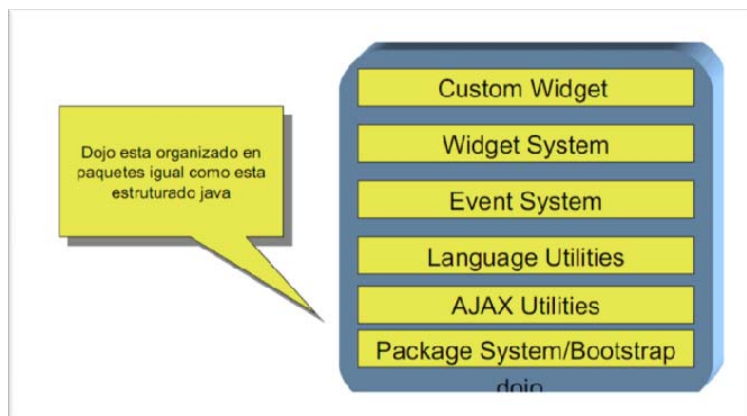 Dojo esta organizado en
paquetes igual como esta
estruturado java
Custom Widget
Widget System
Event System
Language Utilities
AJAX Utilities
Package System/Bootstrap
dojo